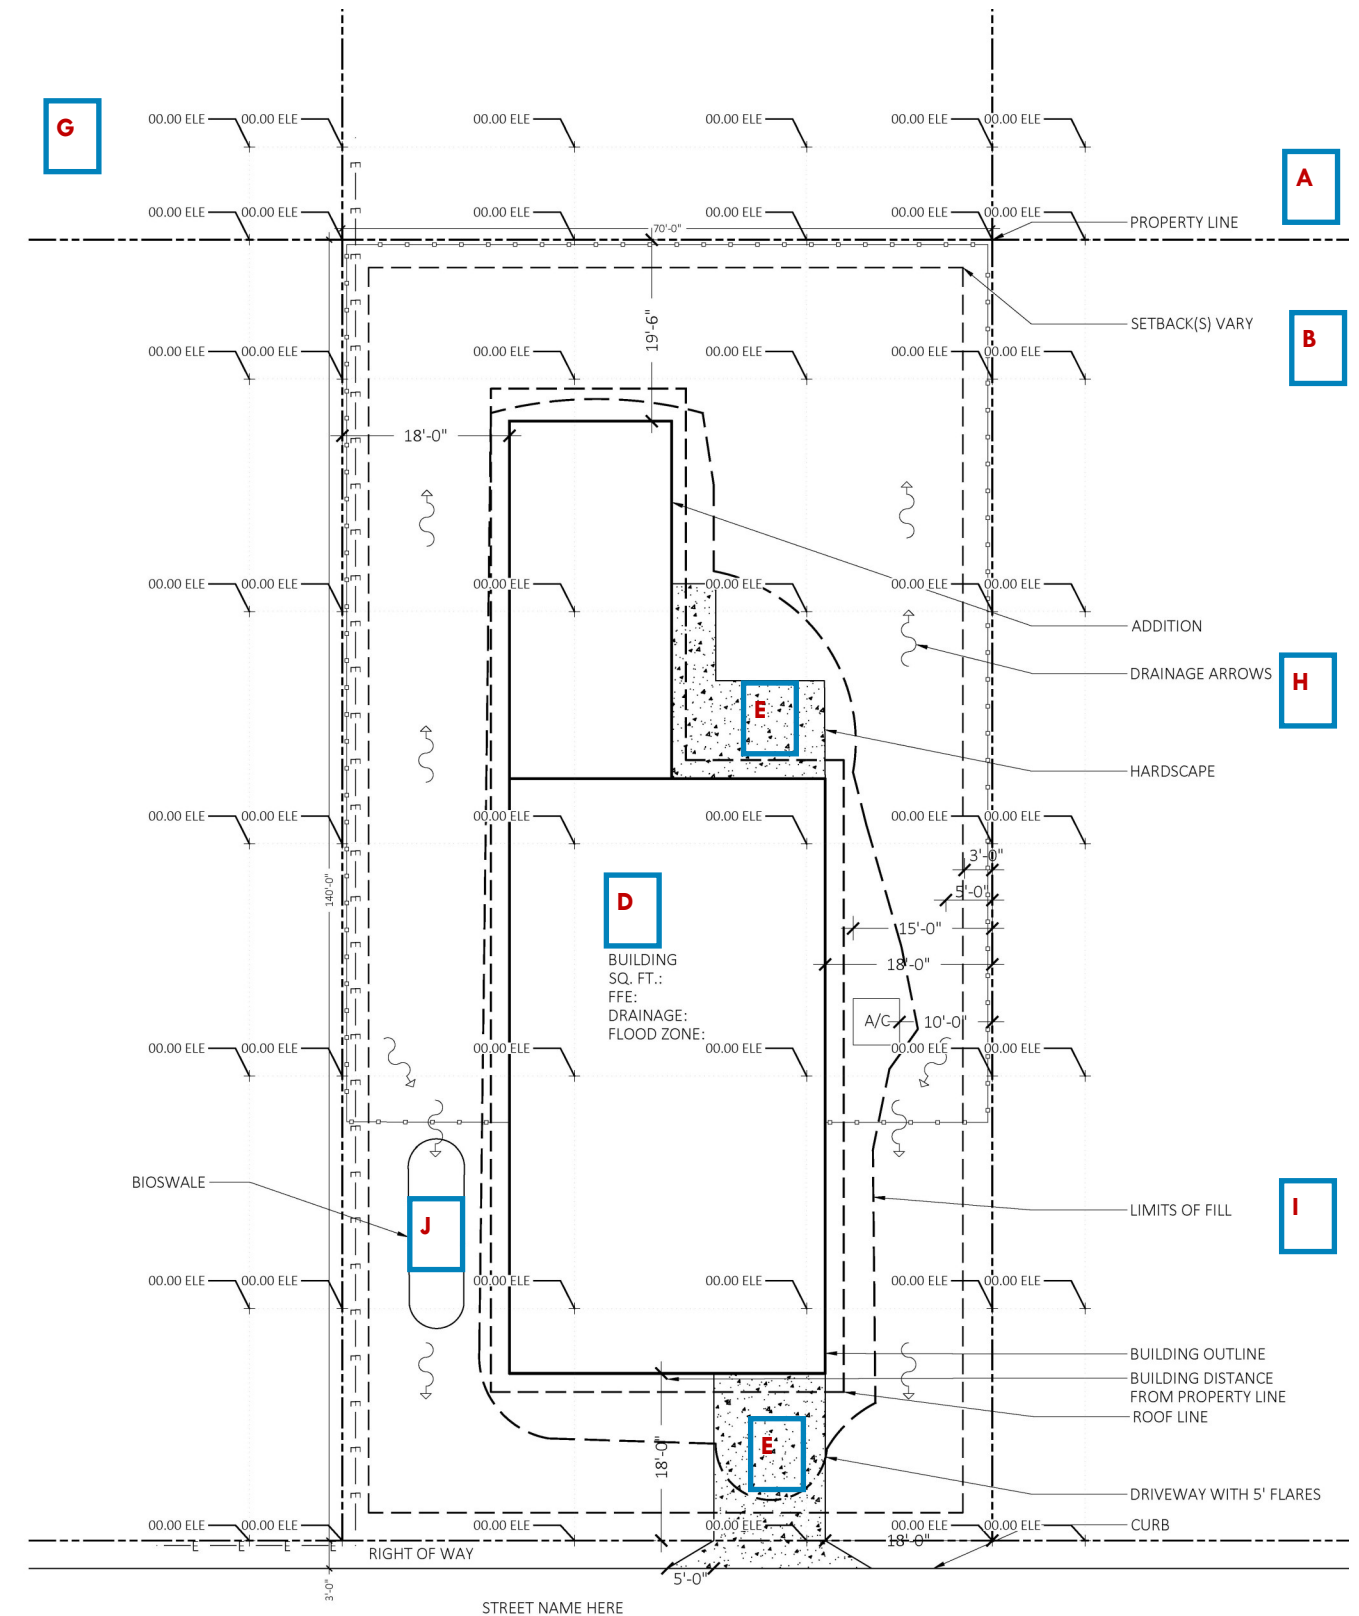 00.00 ELE 00.00 ELE 00.00 ELE 00.00 ELE 00.00 ELE 00.00 ELE
G
A
00.00 ELE 00.00 ELE 00.00 ELE 00.00 ELE 00.00 ELE 00.00 ELE
PROPERTY LINE
70'-0"
SETBACK(S) VARY
19'-6"
B
00.00 ELE 00.00 ELE 00.00 ELE 00.00 ELE 00.00 ELE 00.00 ELE
18'-0"
00.00 ELE 00.00 ELE 00.00 ELE 00.00 ELE 00.00 ELE 00.00 ELE
ADDITION
DRAINAGE ARROWS
H
E
HARDSCAPE
00.00 ELE 00.00 ELE 00.00 ELE 00.00 ELE 00.00 ELE 00.00 ELE
3'-0"
140'-0"
5'-0"
D
15'-0"
BUILDING
SQ. FT.:
FFE:
DRAINAGE:
FLOOD ZONE:
18'-0"
A/C
10'-0"
00.00 ELE 00.00 ELE 00.00 ELE 00.00 ELE 00.00 ELE 00.00 ELE
BIOSWALE
J
LIMITS OF FILL
I
00.00 ELE 00.00 ELE 00.00 ELE 00.00 ELE 00.00 ELE 00.00 ELE
BUILDING OUTLINE
BUILDING DISTANCE
FROM PROPERTY LINE
ROOF LINE
E
18'-0"
DRIVEWAY WITH 5' FLARES
CURB
00.00 ELE 00.00 ELE 00.00 ELE 00.00 ELE 00.00 ELE 00.00 ELE
E E E E
18'-0"
RIGHT OF WAY
3'-0"
5'-0"
STREET NAME HERE
E E E E E E E E E E E E E E E E E E E E E E E E E E E E E E